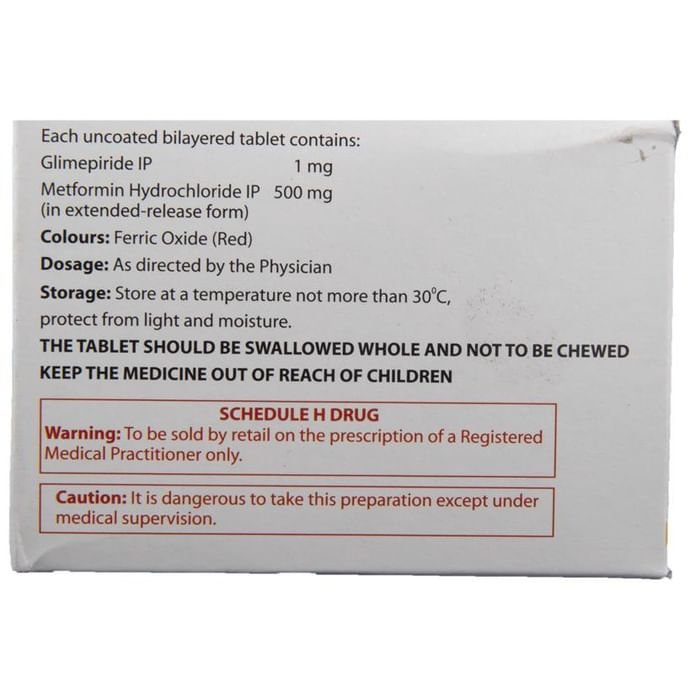 Each uncoated bilayered tablet contains:
Glimepiride IP 1 mg
Metformin Hydrochloride IP 500 mg
(in extended-release form)
Colours: Ferric Oxide (Red)
Dosage: As directed by the Physician
Storage: Store at a temperature not more than 30⁰C,
protect from light and moisture.
THE TABLET SHOULD BE SWALLOWED WHOLE AND NOT TO BE CHEWED
KEEP THE MEDICINE OUT OF REACH OF CHILDREN
SCHEDULE H DRUG
Warning: To be sold by retail on the prescription of a Registered
Medical Practitioner only.
Caution: It is dangerous to take this preparation except under
medical supervision.